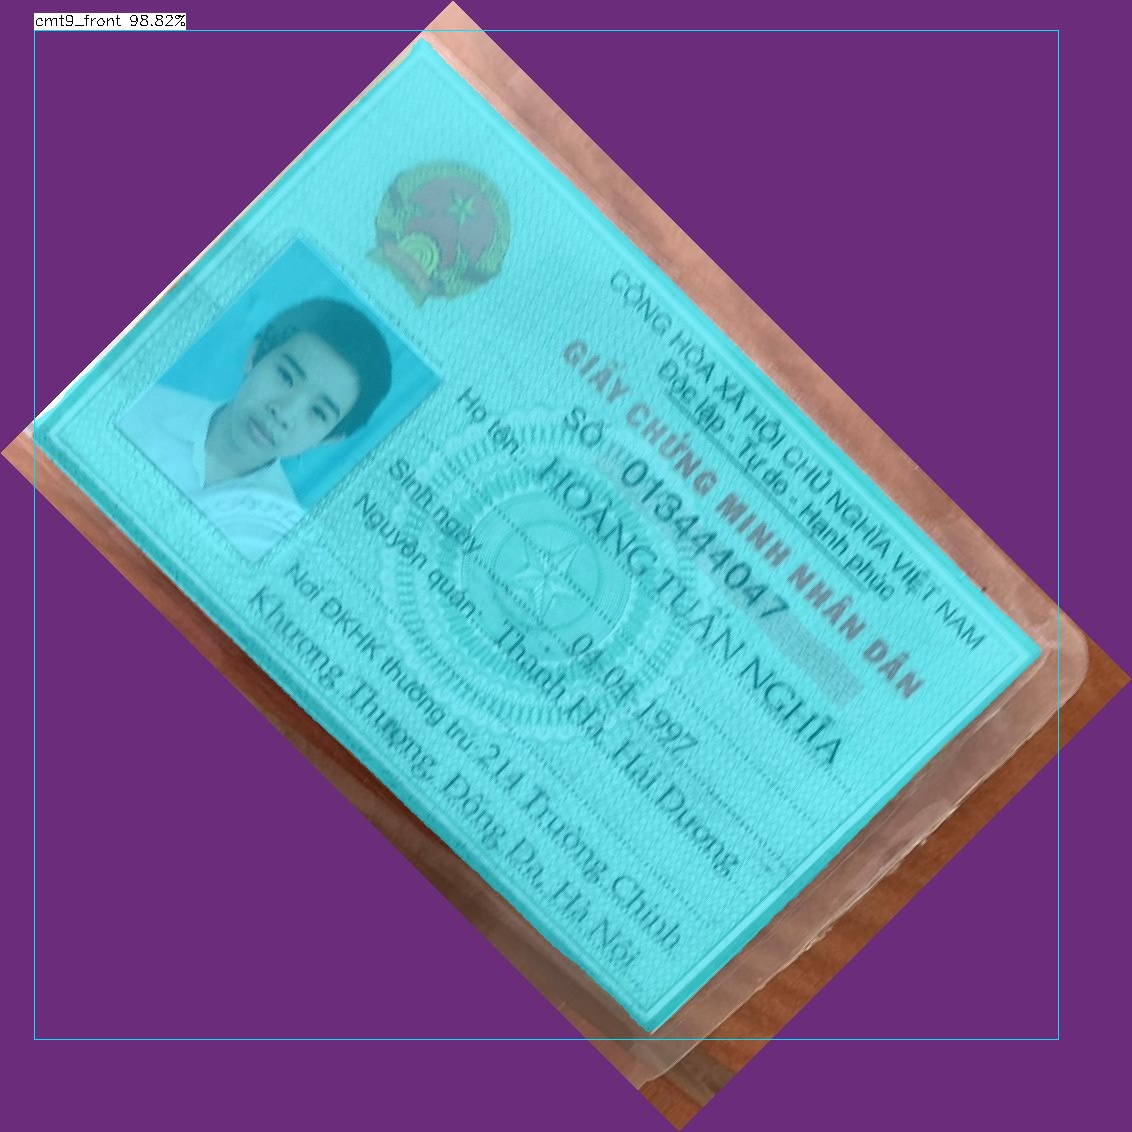 cmt9_front 98.82%
CỘNG HÒA XÃ HỘI CHỦ NGHĨA VIỆT NAM
Độc lập - Tự do - Hạnh phúc
GIẤY CHỨNG MINH NHÂN DÂN
SỐ 013444047
Họ tên: HOÀNG TUẤN NGHĨA
Sinh ngày 04-04-1997
Nguyên quán: Thanh Hà, Hải Dương
Nơi ĐKHK thường trú: 214 Trường Chinh
Khương Thượng, Đống Đa, Hà Nội